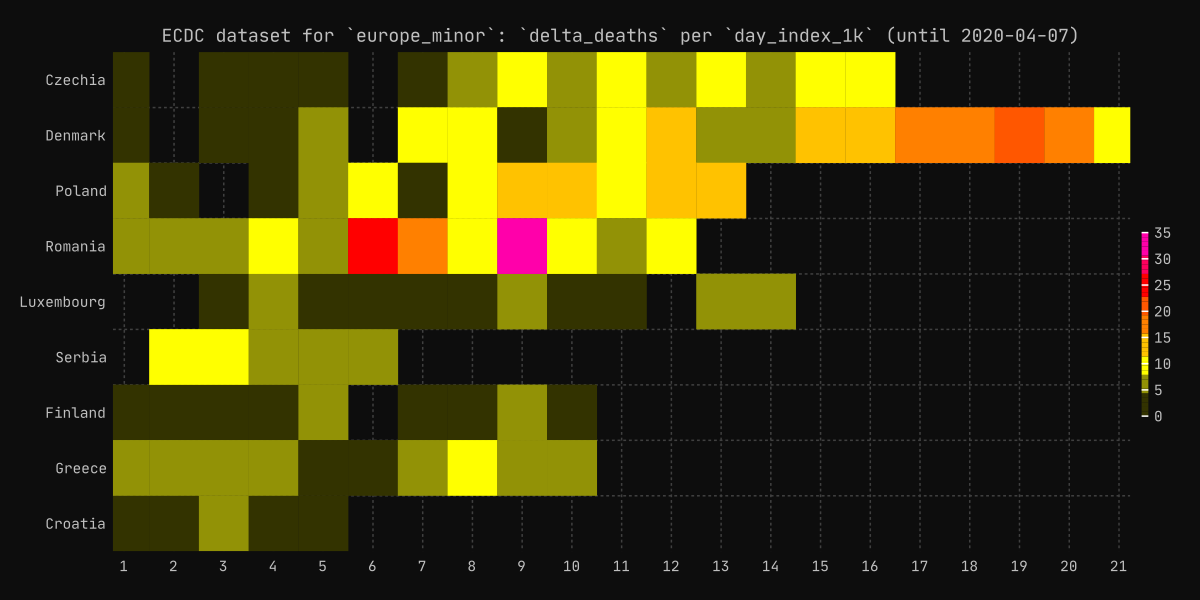 ECDC dataset for `europe_minor`: `delta_deaths` per `day_index_1k` (until 2020-04-07)
Czechia
Denmark
Poland
Romania
Luxembourg
Serbia
Finland
Greece
Croatia
35
30
25
20
15
10
5
0
1 2 3 4 5 6 7 8 9 10 11 12 13 14 15 16 17 18 19 20 21